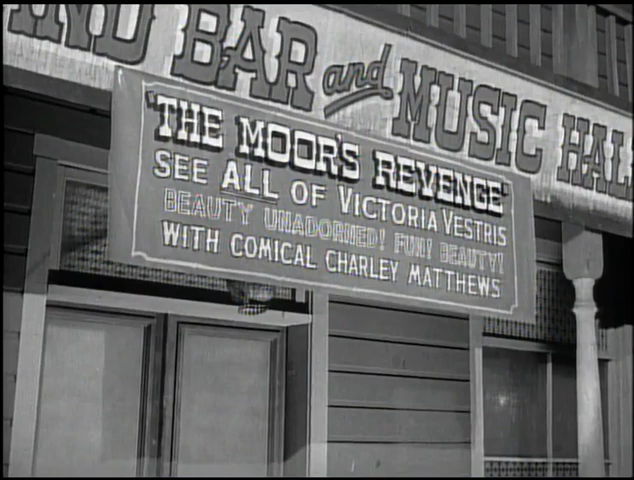 IND BAR and MUSIC HAL
"THE MOOR'S REVENGE"
SEE ALL OF VICTORIA VESTRIS
BEAUTY UNADORNED! FUN! BEAUTY!
WITH COMICAL CHARLEY MATTHEWS